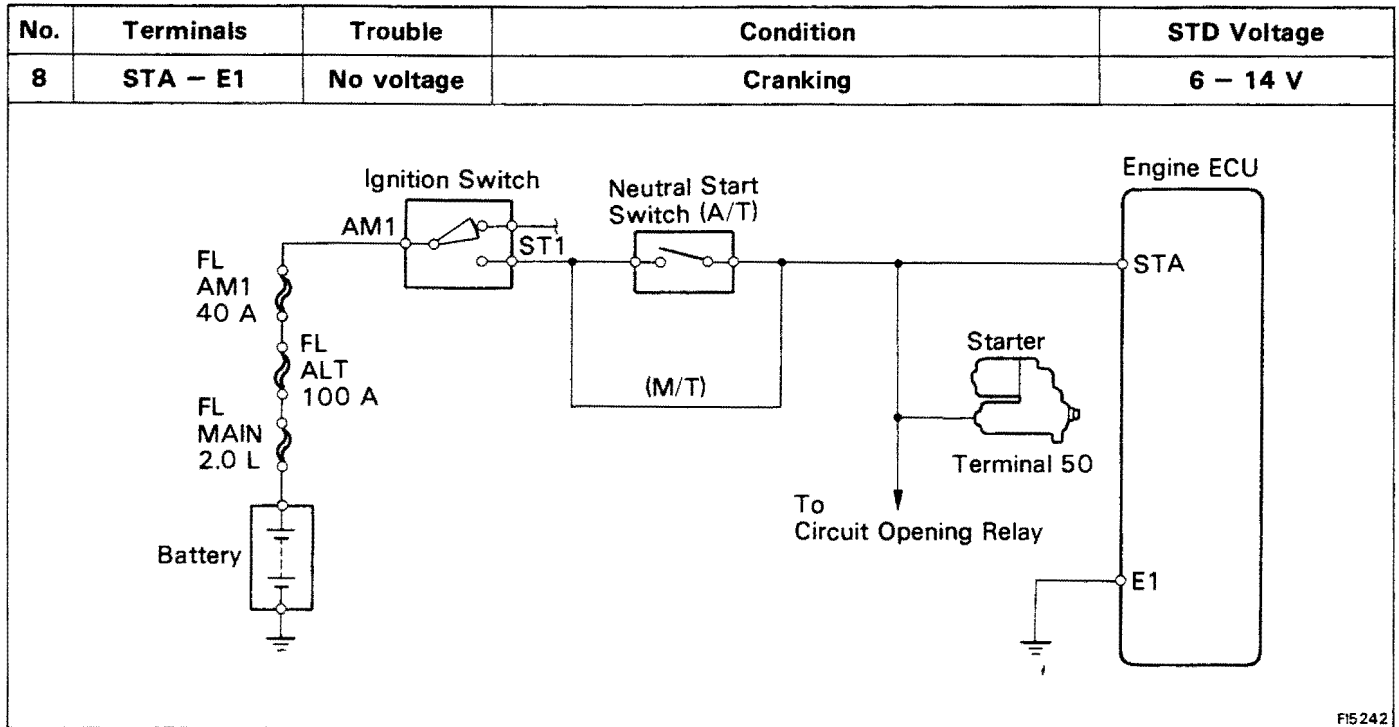 No. Terminals Trouble Condition STD Voltage
8 STA − E1 No voltage Cranking 6 − 14 V
Engine ECU
Ignition Switch
Neutral Start
Switch (A/T)
AM1
ST1
STA
FL
AM1
40 A
FL
ALT
100 A
FL
MAIN
2.0 L
Starter
(M/T)
Terminal 50
To
Circuit Opening Relay
Battery
E1
FI5242